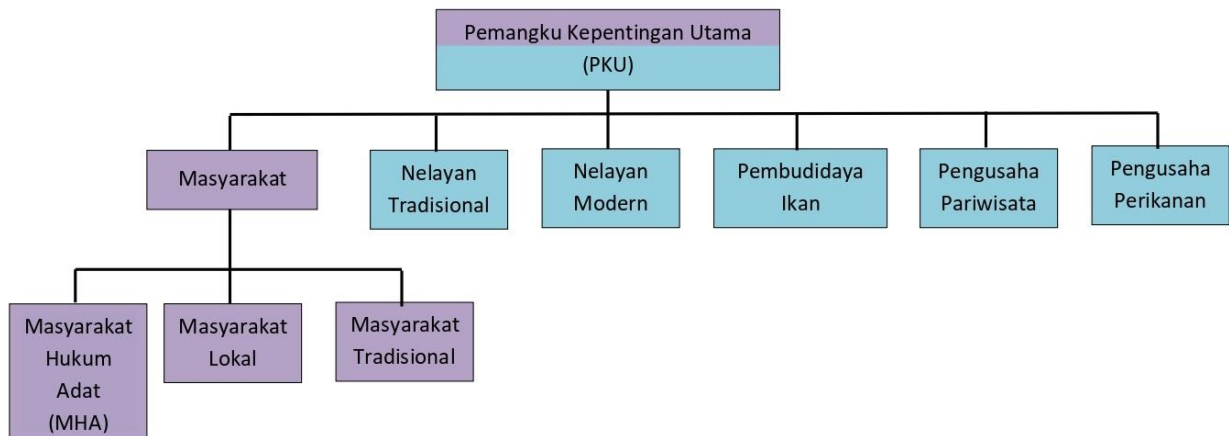 Pemangku Kepentingan Utama
(PKU)
Masyarakat
Nelayan
Tradisional
Nelayan
Modern
Pembudidaya
Ikan
Pengusaha
Pariwisata
Pengusaha
Perikanan
Masyarakat
Hukum
Adat
(MHA)
Masyarakat
Lokal
Masyarakat
Tradisional